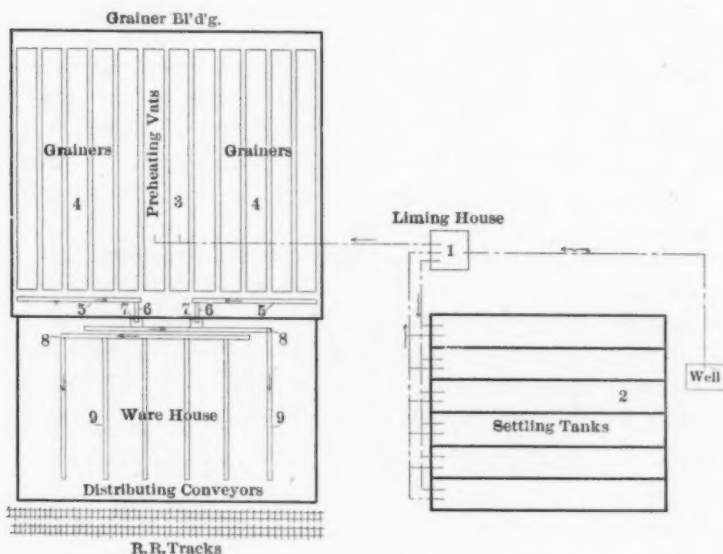 Grainer Bl'd'g.
Grainers
Preheating Vats
Grainers
4
3
4
5
7
6
7
6
5
8
8
9
Ware House
9
Distributing Conveyors
R.R.Tracks
Liming House
1
Well
2
Settling Tanks